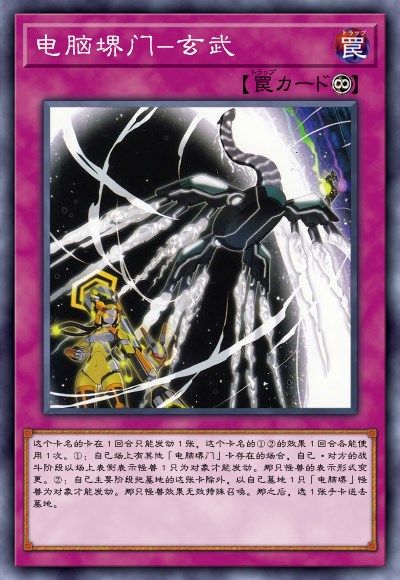 电脑堺门-玄武
トラップ
罠
トラップ
【罠カード】
这个卡名的卡在1回合只能发动1张，这个卡名的①②的效果1回合各能使
用1次。①：自己场上有其他「电脑堺门」卡存在的场合，自己·对方的战
斗阶段以场上表侧表示怪兽1只为对象才能发动。那只怪兽的表示形式变
更。②：自己主要阶段把墓地的这张卡除外，以自己墓地1只「电脑堺」怪
兽为对象才能发动。那只怪兽效果无效特殊召唤。那之后，选1张手卡送去
墓地。